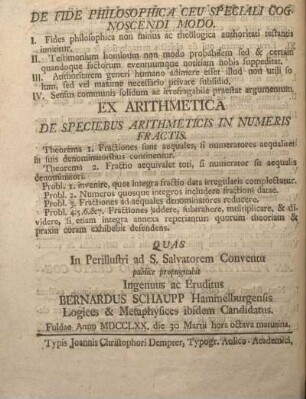 DE FIDE PHILOSOPHICA CEU SPECIALI COG-
NOSCENDI MODO.
I. Fides philosophica non minus ac theologica authoritati testantis
innititur.
II. Testimonium hominum non modo probabilem sed & certam
quandoque factorum eventuumque notitiam nobis suppeditat.
III. Authoritatem generi humano adimere esset illud non utili so-
lum, sed vel maxime necessario privare subsidio.
IV. Sensus communis solidum ac irrefragabile praestat argumentum.
EX ARITHMETICA
DE SPECIEBUS ARITHMETICIS IN NUMERIS
FRACTIS.
Theorema 1. Fractiones sunt aequales, si numeratores aequaliter
in suis denominatoribus continentur.
Theorema 2. Fractio aequivalet toti, si numerator sit aequalis
denominatori.
Probl. 1. invenire, quot integra fractio data irregularis complectatur.
Probl. 2. Numeros quosque integros includere fractioni datae.
Probl. 3. Fractiones ad aequales denominatores reducere.
Probl. 4.5.6.&7. Fractiones addere, subtrahere, multiplicare, & di-
videre, si etiam integra annexa reperiantur quorum theoriam &
praxin coram exhibebit defendens.
QUAS
In Perillustri ad S. Salvatorem Conventu
publice propugnabit
Ingenuus ac Eruditus
BERNARDUS SCHAUPP Hammelburgensis
Logices & Metaphysices ibidem Candidatus.
Fuldae Anno MDCCLXX, die 30 Martii hora octava matutina.
Typis Joannis Christophori Dempter, Typogr. Aulico-Academici,